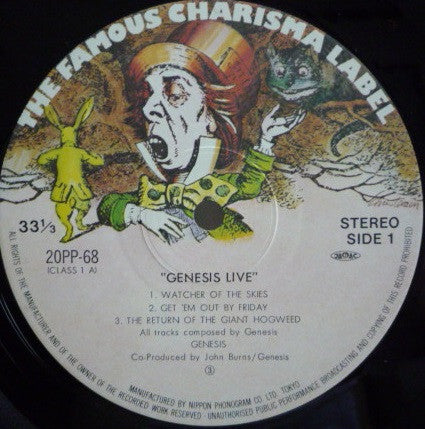 THE FAMOUS CHARISMA LABEL
33⅓
20PP-68
(CLASS 1 A)
STEREO
SIDE 1
"GENESIS LIVE"
1. WATCHER OF THE SKIES
2. GET 'EM OUT BY FRIDAY
3. THE RETURN OF THE GIANT HOGWEED
All tracks composed by Genesis
GENESIS
Co-Produced by John Burns/Genesis
ALL RIGHTS OF THE MANUFACTURER AND OF THE OWNER OF THE RECORDED WORK RESERVED - UNAUTHORISED PUBLIC PERFORMANCE BROADCASTING AND COPYING OF THIS RECORD PROHIBITED
MANUFACTURED BY NIPPON PHONOGRAM CO. LTD. TOKYO